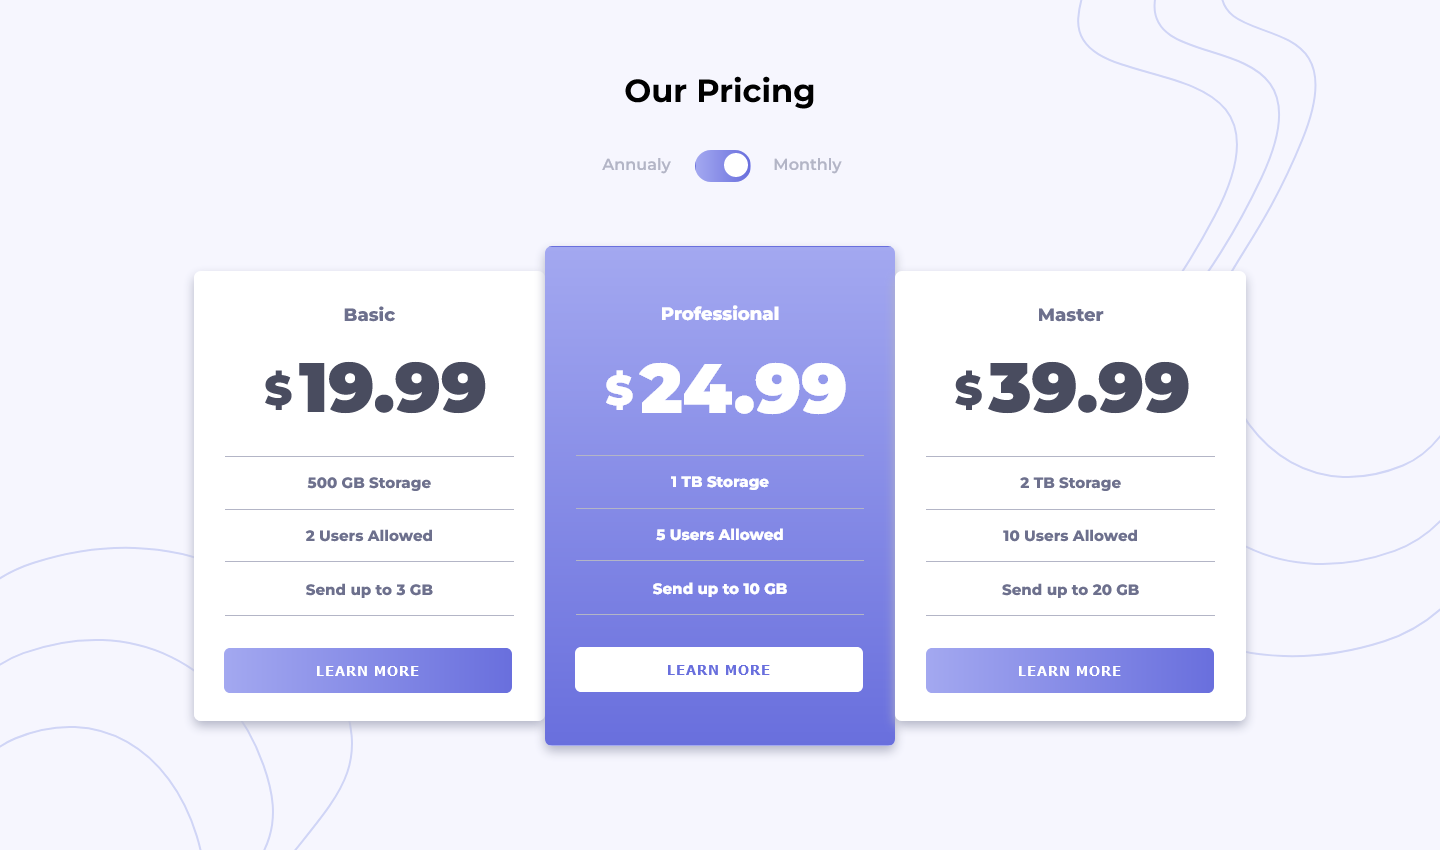 Our Pricing
Annualy Monthly
Basic
$19.99
500 GB Storage
2 Users Allowed
Send up to 3 GB
LEARN MORE
Professional
$24.99
1 TB Storage
5 Users Allowed
Send up to 10 GB
LEARN MORE
Master
$39.99
2 TB Storage
10 Users Allowed
Send up to 20 GB
LEARN MORE